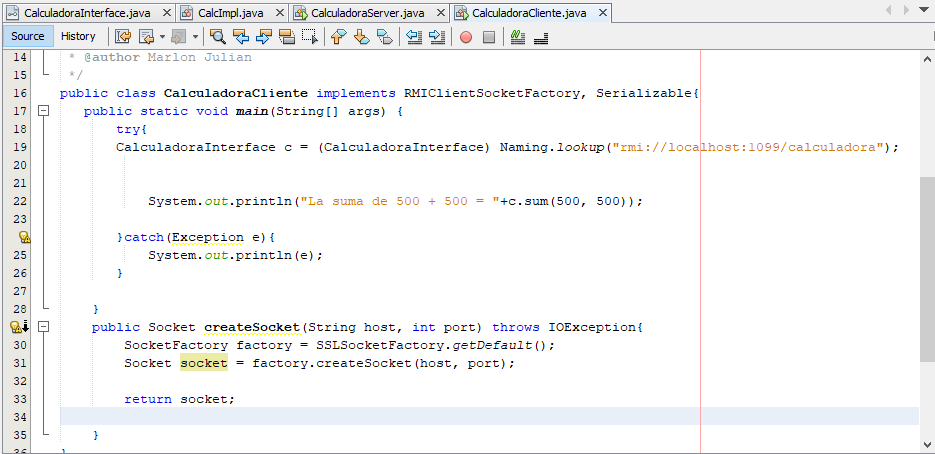 CalculadoraInterface.java CalcImpl.java CalculadoraServer.java CalculadoraCliente.java
Source History
14 * @author Marlon Julian
15 */
16 public class CalculadoraCliente implements RMIClientSocketFactory, Serializable{
17 public static void main(String[] args) {
18 try{
19 CalculadoraInterface c = (CalculadoraInterface) Naming.lookup("rmi://localhost:1099/calculadora");
20
21
22 System.out.println("La suma de 500 + 500 = "+c.sum(500, 500));
23
}catch(Exception e){
25 System.out.println(e);
26 }
27
28 }
public Socket createSocket(String host, int port) throws IOException{
30 SocketFactory factory = SSLSocketFactory.getDefault();
31 Socket socket = factory.createSocket(host, port);
32
33 return socket;
34
35 }
36 }